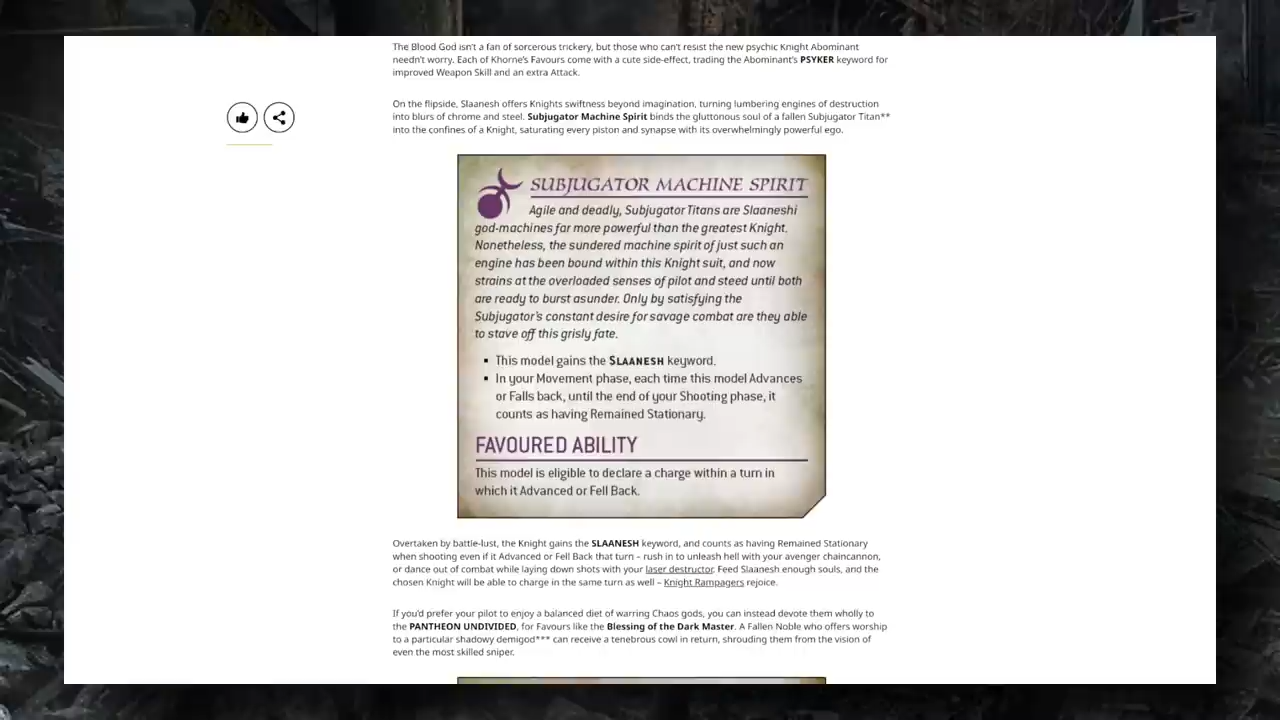 The Blood God isn't a fan of sorcerous trickery, but those who can't resist the new psychic Knight Abominant
needn't worry. Each of Khorne's Favours come with a cute side-effect, trading the Abominant's PSYKER keyword for
improved Weapon Skill and an extra Attack.
On the flipside, Slaanesh offers Knights swiftness beyond imagination, turning lumbering engines of destruction
into blurs of chrome and steel. Subjugator Machine Spirit binds the gluttonous soul of a fallen Subjugator Titan**
into the confines of a Knight, saturating every piston and synapse with its overwhelmingly powerful ego.
SUBJUGATOR MACHINE SPIRIT
Agile and deadly, Subjugator Titans are Slaaneshi
god-machines far more powerful than the greatest Knight.
Nonetheless, the sundered machine spirit of just such an
engine has been bound within this Knight suit, and now
strains at the overloaded senses of pilot and steed until both
are ready to burst asunder. Only by satisfying the
Subjugator's constant desire for savage combat are they able
to stave off this grisly fate.
▪ This model gains the SLAANESH keyword.
▪ In your Movement phase, each time this model Advances
or Falls back, until the end of your Shooting phase, it
counts as having Remained Stationary.
FAVOURED ABILITY
This model is eligible to declare a charge within a turn in
which it Advanced or Fell Back.
Overtaken by battle-lust, the Knight gains the SLAANESH keyword, and counts as having Remained Stationary
when shooting even if it Advanced or Fell Back that turn – rush in to unleash hell with your avenger chaincannon,
or dance out of combat while laying down shots with your laser destructor. Feed Slaanesh enough souls, and the
chosen Knight will be able to charge in the same turn as well – Knight Rampagers rejoice.
If you'd prefer your pilot to enjoy a balanced diet of warring Chaos gods, you can instead devote them wholly to
the PANTHEON UNDIVIDED, for Favours like the Blessing of the Dark Master. A Fallen Noble who offers worship
to a particular shadowy demigod*** can receive a tenebrous cowl in return, shrouding them from the vision of
even the most skilled sniper.